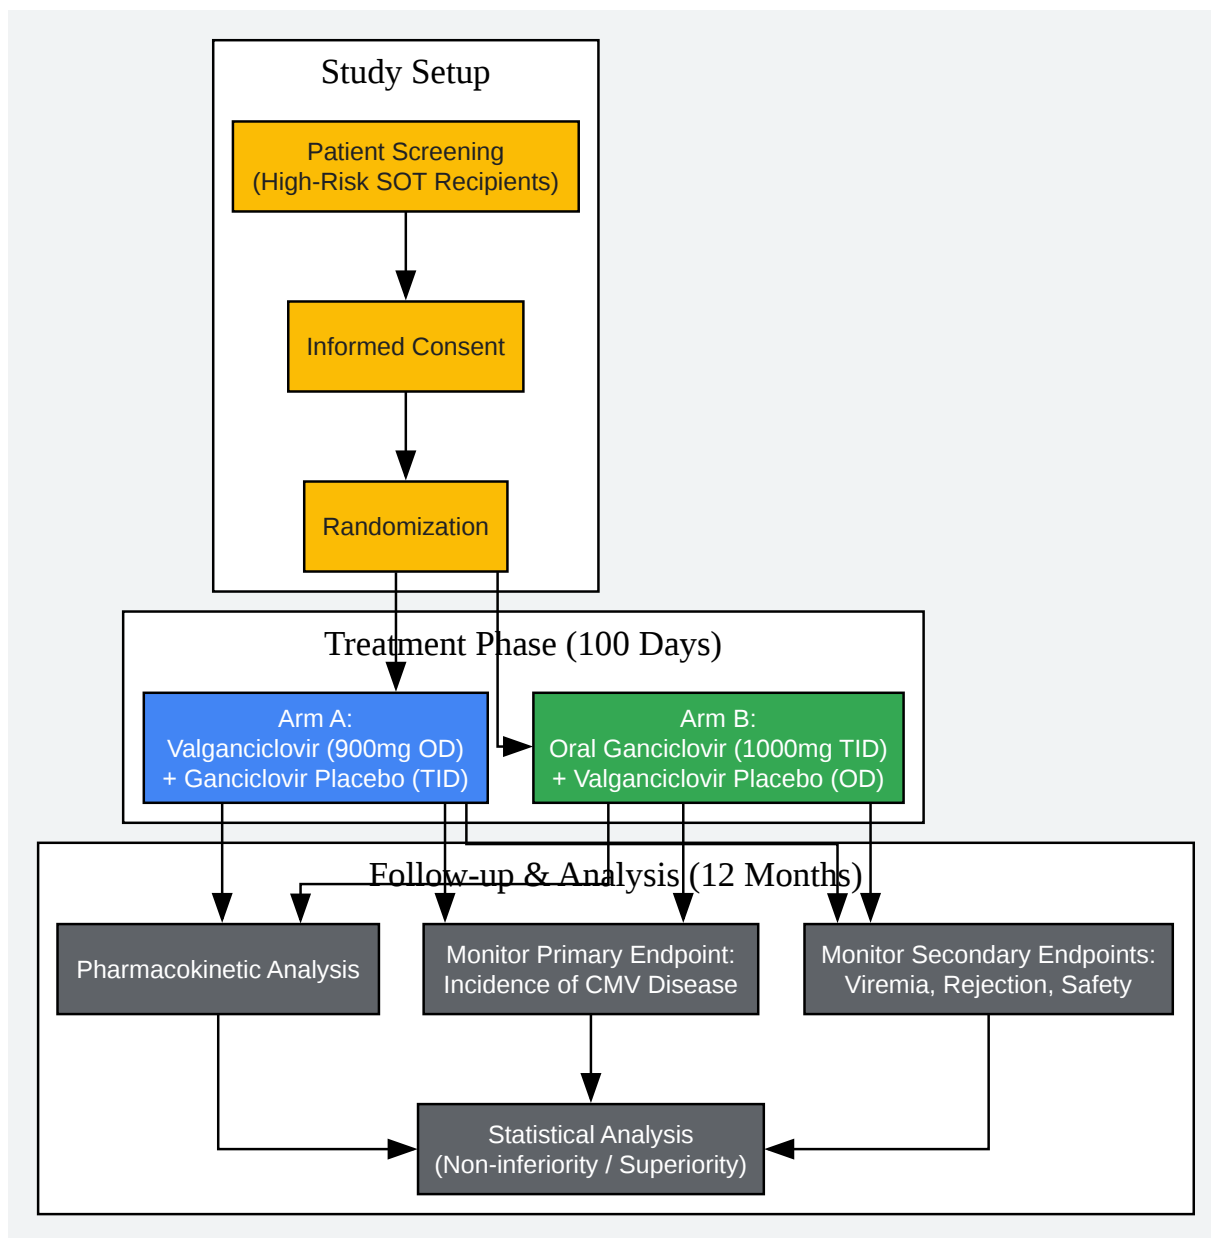 Study Setup
Patient Screening
(High-Risk SOT Recipients)
Informed Consent
Randomization
Treatment Phase (100 Days)
Arm A:
Valganciclovir (900mg OD)
+ Ganciclovir Placebo (TID)
Arm B:
Oral Ganciclovir (1000mg TID)
+ Valganciclovir Placebo (OD)
Follow-up & Analysis (12 Months)
Pharmacokinetic Analysis
Monitor Primary Endpoint:
Incidence of CMV Disease
Monitor Secondary Endpoints:
Viremia, Rejection, Safety
Statistical Analysis
(Non-inferiority / Superiority)